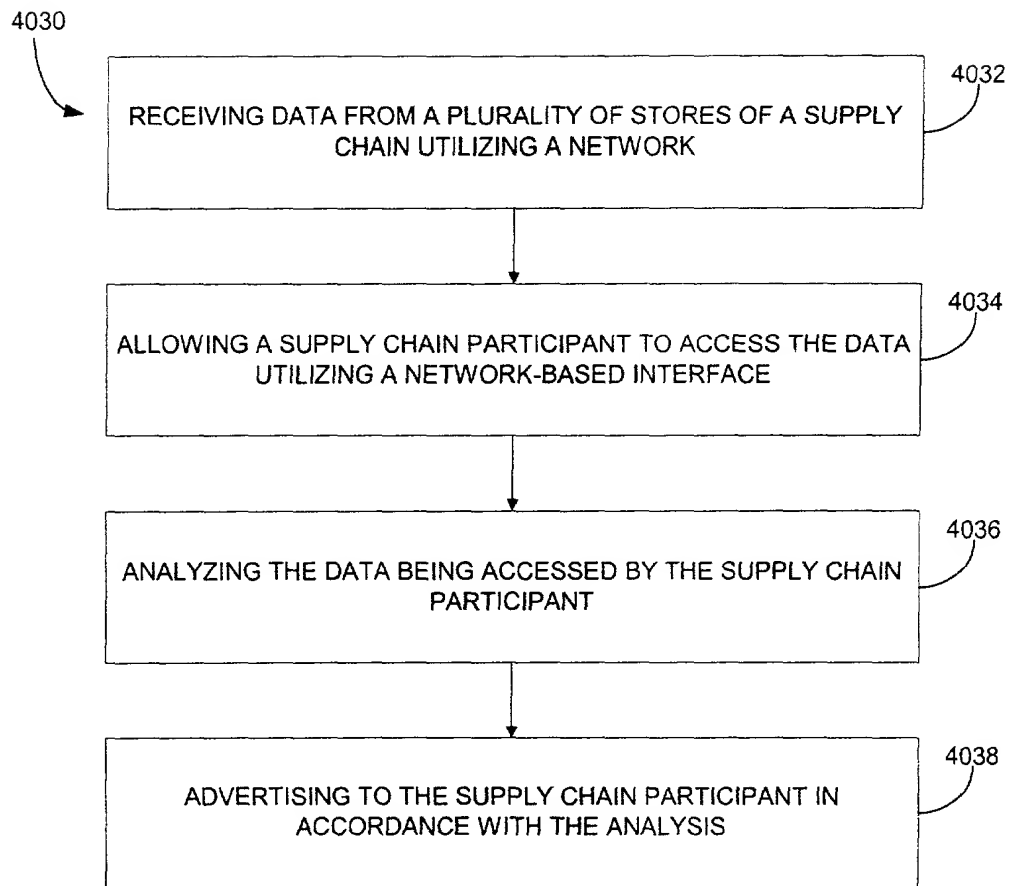 4030
4032
RECEIVING DATA FROM A PLURALITY OF STORES OF A SUPPLY
CHAIN UTILIZING A NETWORK
4034
ALLOWING A SUPPLY CHAIN PARTICIPANT TO ACCESS THE DATA
UTILIZING A NETWORK-BASED INTERFACE
4036
ANALYZING THE DATA BEING ACCESSED BY THE SUPPLY CHAIN
PARTICIPANT
4038
ADVERTISING TO THE SUPPLY CHAIN PARTICIPANT IN
ACCORDANCE WITH THE ANALYSIS